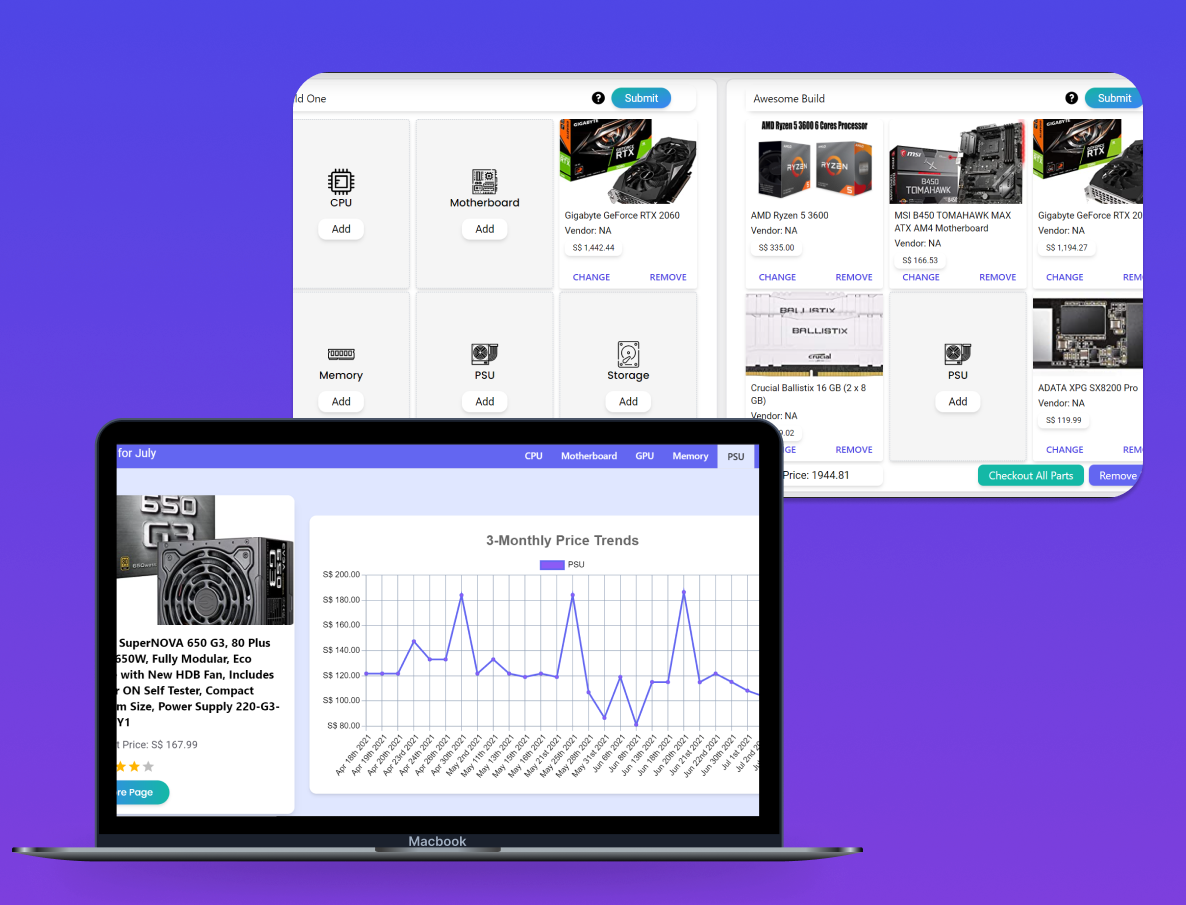 ld One
Submit
CPU
Add
Motherboard
Add
GIGABYTE
GEFORCE
RTX
Gigabyte GeForce RTX 2060
Vendor: NA
S$ 1,442.44
CHANGE
REMOVE
Memory
Add
PSU
Add
Storage
Add
Awesome Build
Submit
AMD Ryzen 5 3600 6 Cores Processor
RYZEN
RYZEN
5
AMD Ryzen 5 3600
Vendor: NA
S$ 335.00
CHANGE
REMOVE
msi
B450
TOMAHAWK
MSI B450 TOMAHAWK MAX
ATX AM4 Motherboard
Vendor: NA
S$ 166.53
CHANGE
REMOVE
GIGABYTE
GEFORCE
RTX
Gigabyte GeForce RTX 20
Vendor: NA
S$ 1,194.27
CHANGE
REM
BALLISTIX
BALLISTIX
crucial
Crucial Ballistix 16 GB (2 x 8
GB)
Vendor: NA
9.02
GE
REMOVE
PSU
Add
ADATA XPG SX8200 Pro
Vendor: NA
S$ 119.99
CHANGE
REM
Price: 1944.81
Checkout All Parts
Remove
for July
CPU
Motherboard
GPU
Memory
PSU
650
G3
SuperNOVA 650 G3, 80 Plus
650W, Fully Modular, Eco
with New HDB Fan, Includes
r ON Self Tester, Compact
m Size, Power Supply 220-G3-
Y1
t Price: S$ 167.99
re Page
3-Monthly Price Trends
PSU
S$ 200.00
S$ 180.00
S$ 160.00
S$ 140.00
S$ 120.00
S$ 100.00
S$ 80.00
Apr 18th 2021
Apr 19th 2021
Apr 20th 2021
Apr 23rd 2021
Apr 24th 2021
Apr 26th 2021
Apr 30th 2021
May 2nd 2021
May 11th 2021
May 13th 2021
May 15th 2021
May 16th 2021
May 21st 2021
May 25th 2021
May 28th 2021
May 31st 2021
Jun 6th 2021
Jun 8th 2021
Jun 13th 2021
Jun 18th 2021
Jun 20th 2021
Jun 21st 2021
Jun 22nd 2021
Jun 30th 2021
Jul 1st 2021
Jul 2nd 20
Macbook